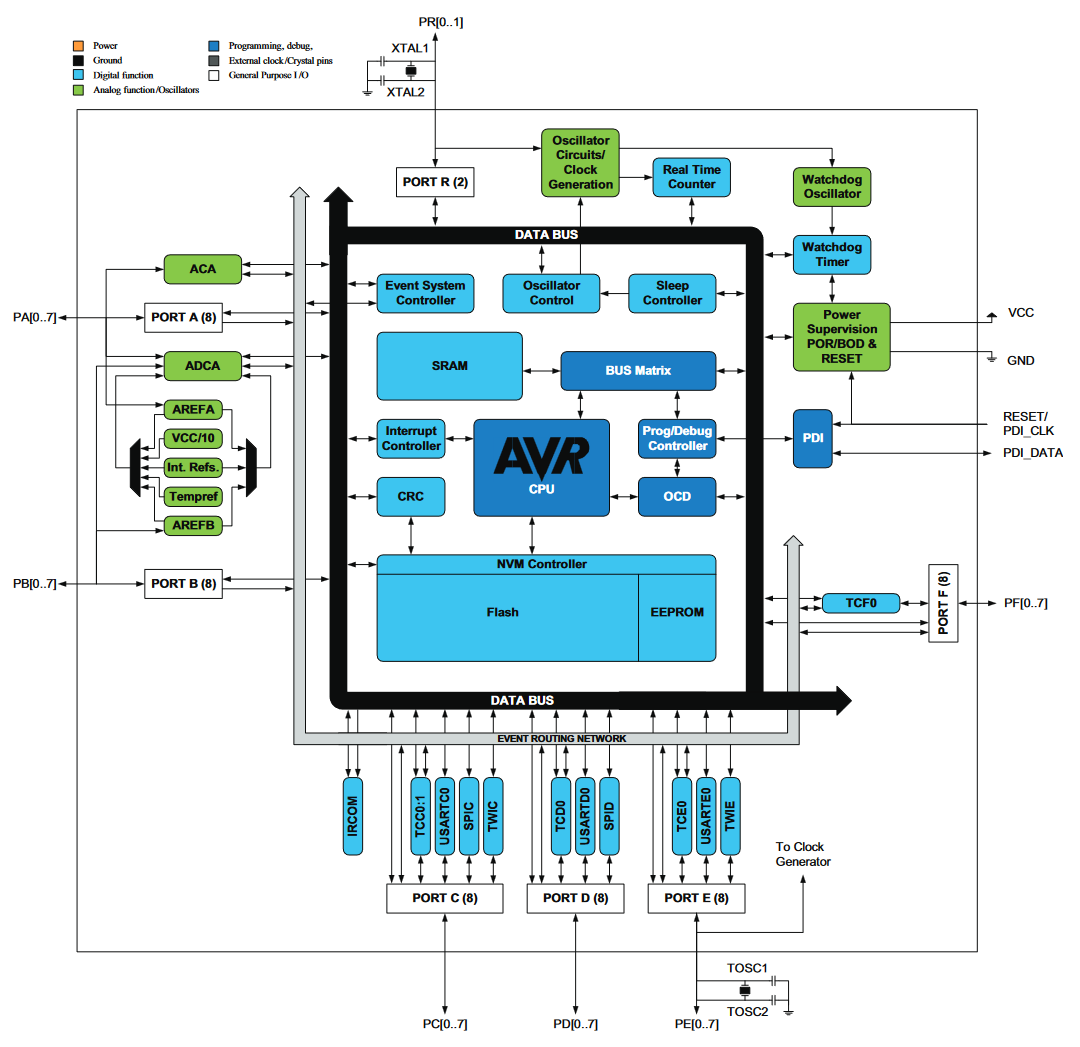 PR[0..1]
XTAL1
XTAL2
Power
Ground
Digital function
Analog function/Oscillators
Programming, debug,
External clock/Crystal pins
General Purpose I/O
PORT R (2)
Oscillator
Circuits/
Clock
Generation
Real Time
Counter
Watchdog
Oscillator
DATA BUS
Watchdog
Timer
ACA
Event System
Controller
Oscillator
Control
Sleep
Controller
PA[0..7]
PORT A (8)
Power
Supervision
POR/BOD &
RESET
VCC
GND
ADCA
SRAM
BUS Matrix
AREFA
VCC/10
Int. Refs.
Tempref
AREFB
Interrupt
Controller
AVR
CPU
Prog/Debug
Controller
PDI
RESET/
PDI_CLK
PDI_DATA
CRC
OCD
NVM Controller
Flash
EEPROM
PB[0..7]
PORT B (8)
TCF0
PORT F (8)
PF[0..7]
DATA BUS
EVENT ROUTING NETWORK
IRCOM
TCC0:1
USARTC0
SPIC
TWIC
TCD0
USARTD0
SPID
TCE0
USARTE0
TWIE
To Clock
Generator
PORT C (8)
PORT D (8)
PORT E (8)
TOSC1
TOSC2
PC[0..7]
PD[0..7]
PE[0..7]